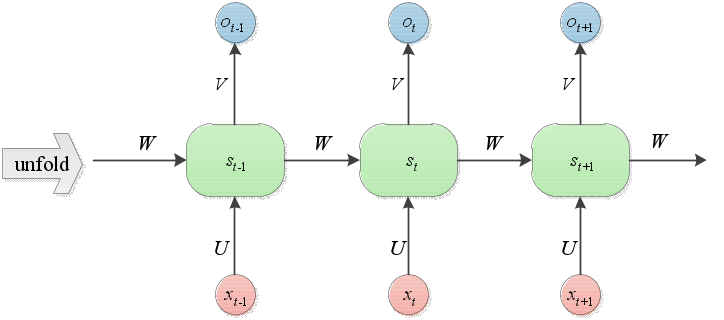 o_{t-1} o_t o_{t+1}
V V V
W W W W
unfold s_{t-1} s_t s_{t+1}
U U U
x_{t-1} x_t x_{t+1}